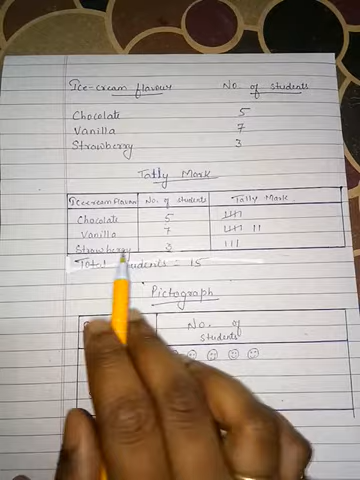 Ice-cream flavour No. of students
Chocolate 5
Vanilla 7
Strawberry 3
Tally Mark
Ice-cream Flavour No. of students Tally Mark
Chocolate 5 𝍸
Vanilla 7 𝍸 ||
Strawberry 3 |||
Total students = 15
Pictograph
No. of
students